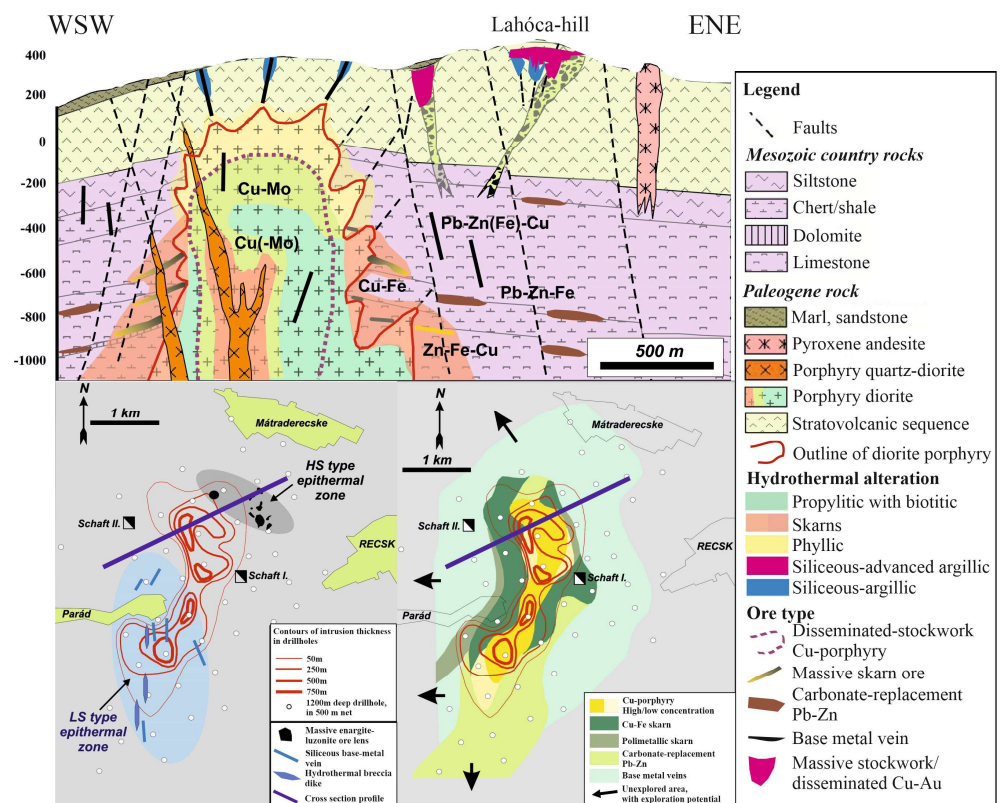 WSW
Lahóca-hill
ENE
400
200
0
-200
-400
-600
-800
-1000
Cu-Mo
Cu(-Mo)
Cu-Fe
Pb-Zn(Fe)-Cu
Pb-Zn-Fe
Zn-Fe-Cu
500 m
Legend
Faults
Mesozoic country rocks
Siltstone
Chert/shale
Dolomite
Limestone
Paleogene rock
Marl, sandstone
Pyroxene andesite
Porphyry quartz-diorite
Porphyry diorite
Stratovolcanic sequence
Outline of diorite porphyry
Hydrothermal alteration
Propylitic with biotitic
Skarns
Phyllic
Siliceous-advanced argillic
Siliceous-argillic
Ore type
Disseminated-stockwork
Cu-porphyry
Massive skarn ore
Carbonate-replacement
Pb-Zn
Base metal vein
Massive stockwork/
disseminated Cu-Au
N
1 km
Mátraderecske
HS type
epithermal
zone
Schaft II.
Schaft I.
RECSK
Parád
LS type
epithermal
zone
Contours of intrusion thickness
in drillholes
50m
250m
500m
750m
1200m deep drillhole,
in 500 m net
Massive enargite-
luzonite ore lens
Siliceous base-metal
vein
Hydrothermal breccia
dike
Cross section profile
N
1 km
Mátraderecske
Schaft II.
Schaft I.
RECSK
Parád
Cu-porphyry
High/low concentration
Cu-Fe skarn
Polimetallic skarn
Carbonate-replacement
Pb-Zn
Base metal veins
Unexplored area,
with exploration potential